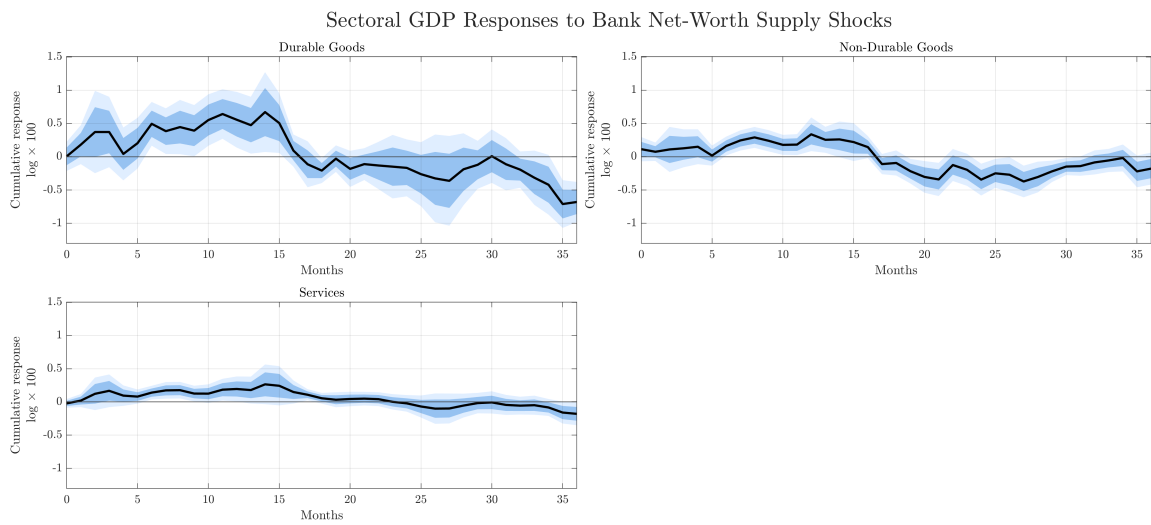 Sectoral GDP Responses to Bank Net-Worth Supply Shocks
Durable Goods
Cumulative response
log × 100
1.5
1
0.5
0
-0.5
-1
0 5 10 15 20 25 30 35
Months
Non-Durable Goods
Cumulative response
log × 100
1.5
1
0.5
0
-0.5
-1
0 5 10 15 20 25 30 35
Months
Services
Cumulative response
log × 100
1.5
1
0.5
0
-0.5
-1
0 5 10 15 20 25 30 35
Months